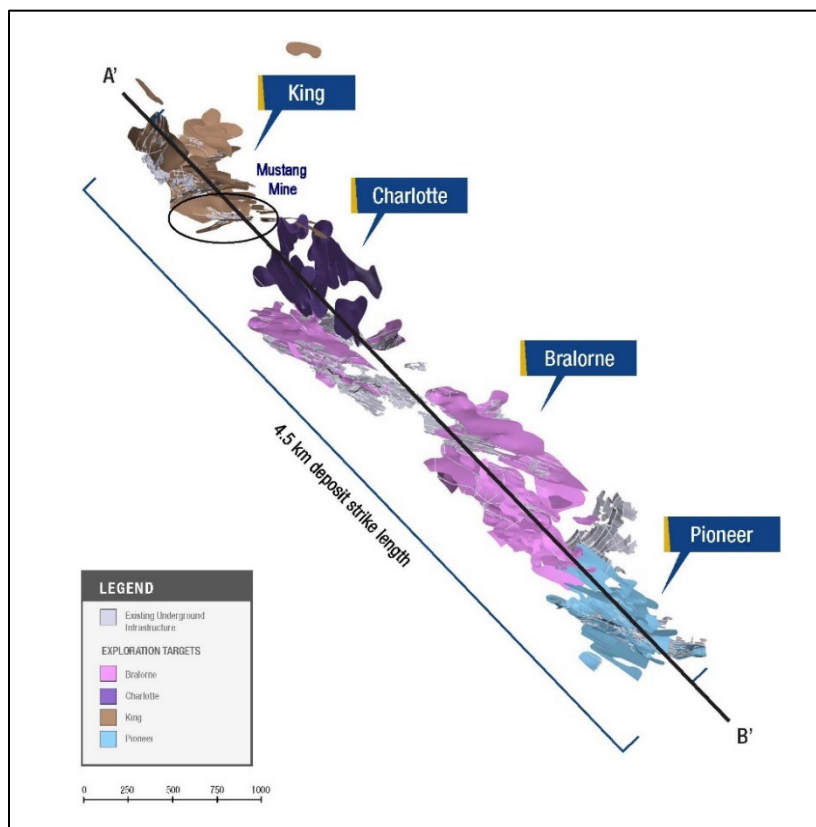 A’
King
Mustang
Mine
Charlotte
Bralorne
Pioneer
4.5 km deposit strike length
B’
LEGEND
Existing Underground
Infrastructure
EXPLORATION TARGETS
Bralorne
Charlotte
King
Pioneer
0 250 500 750 1000